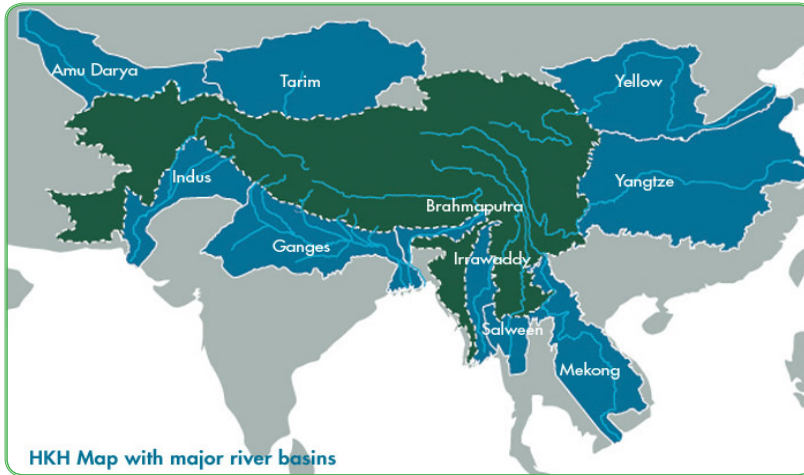 Amu Darya
Tarim
Yellow
Indus
Yangtze
Brahmaputra
Ganges
Irrawaddy
Salween
Mekong
HKH Map with major river basins